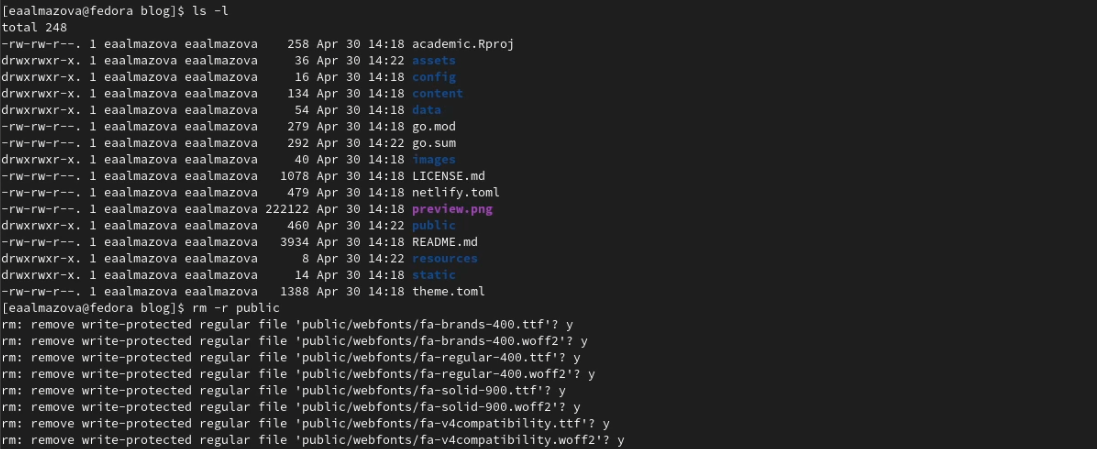 [eaalmazova@fedora blog]$ ls -l
total 248
-rw-rw-r--. 1 eaalmazova eaalmazova    258 Apr 30 14:18 academic.Rproj
drwxrwxr-x. 1 eaalmazova eaalmazova     36 Apr 30 14:22 assets
drwxrwxr-x. 1 eaalmazova eaalmazova     16 Apr 30 14:18 config
drwxrwxr-x. 1 eaalmazova eaalmazova    134 Apr 30 14:18 content
drwxrwxr-x. 1 eaalmazova eaalmazova     54 Apr 30 14:18 data
-rw-rw-r--. 1 eaalmazova eaalmazova    279 Apr 30 14:18 go.mod
-rw-rw-r--. 1 eaalmazova eaalmazova    292 Apr 30 14:22 go.sum
drwxrwxr-x. 1 eaalmazova eaalmazova     40 Apr 30 14:18 images
-rw-rw-r--. 1 eaalmazova eaalmazova   1078 Apr 30 14:18 LICENSE.md
-rw-rw-r--. 1 eaalmazova eaalmazova    479 Apr 30 14:18 netlify.toml
-rw-rw-r--. 1 eaalmazova eaalmazova 222122 Apr 30 14:18 preview.png
drwxrwxr-x. 1 eaalmazova eaalmazova    460 Apr 30 14:22 public
-rw-rw-r--. 1 eaalmazova eaalmazova   3934 Apr 30 14:18 README.md
drwxrwxr-x. 1 eaalmazova eaalmazova      8 Apr 30 14:22 resources
drwxrwxr-x. 1 eaalmazova eaalmazova     14 Apr 30 14:18 static
-rw-rw-r--. 1 eaalmazova eaalmazova   1388 Apr 30 14:18 theme.toml
[eaalmazova@fedora blog]$ rm -r public
rm: remove write-protected regular file 'public/webfonts/fa-brands-400.ttf'? y
rm: remove write-protected regular file 'public/webfonts/fa-brands-400.woff2'? y
rm: remove write-protected regular file 'public/webfonts/fa-regular-400.ttf'? y
rm: remove write-protected regular file 'public/webfonts/fa-regular-400.woff2'? y
rm: remove write-protected regular file 'public/webfonts/fa-solid-900.ttf'? y
rm: remove write-protected regular file 'public/webfonts/fa-solid-900.woff2'? y
rm: remove write-protected regular file 'public/webfonts/fa-v4compatibility.ttf'? y
rm: remove write-protected regular file 'public/webfonts/fa-v4compatibility.woff2'? y